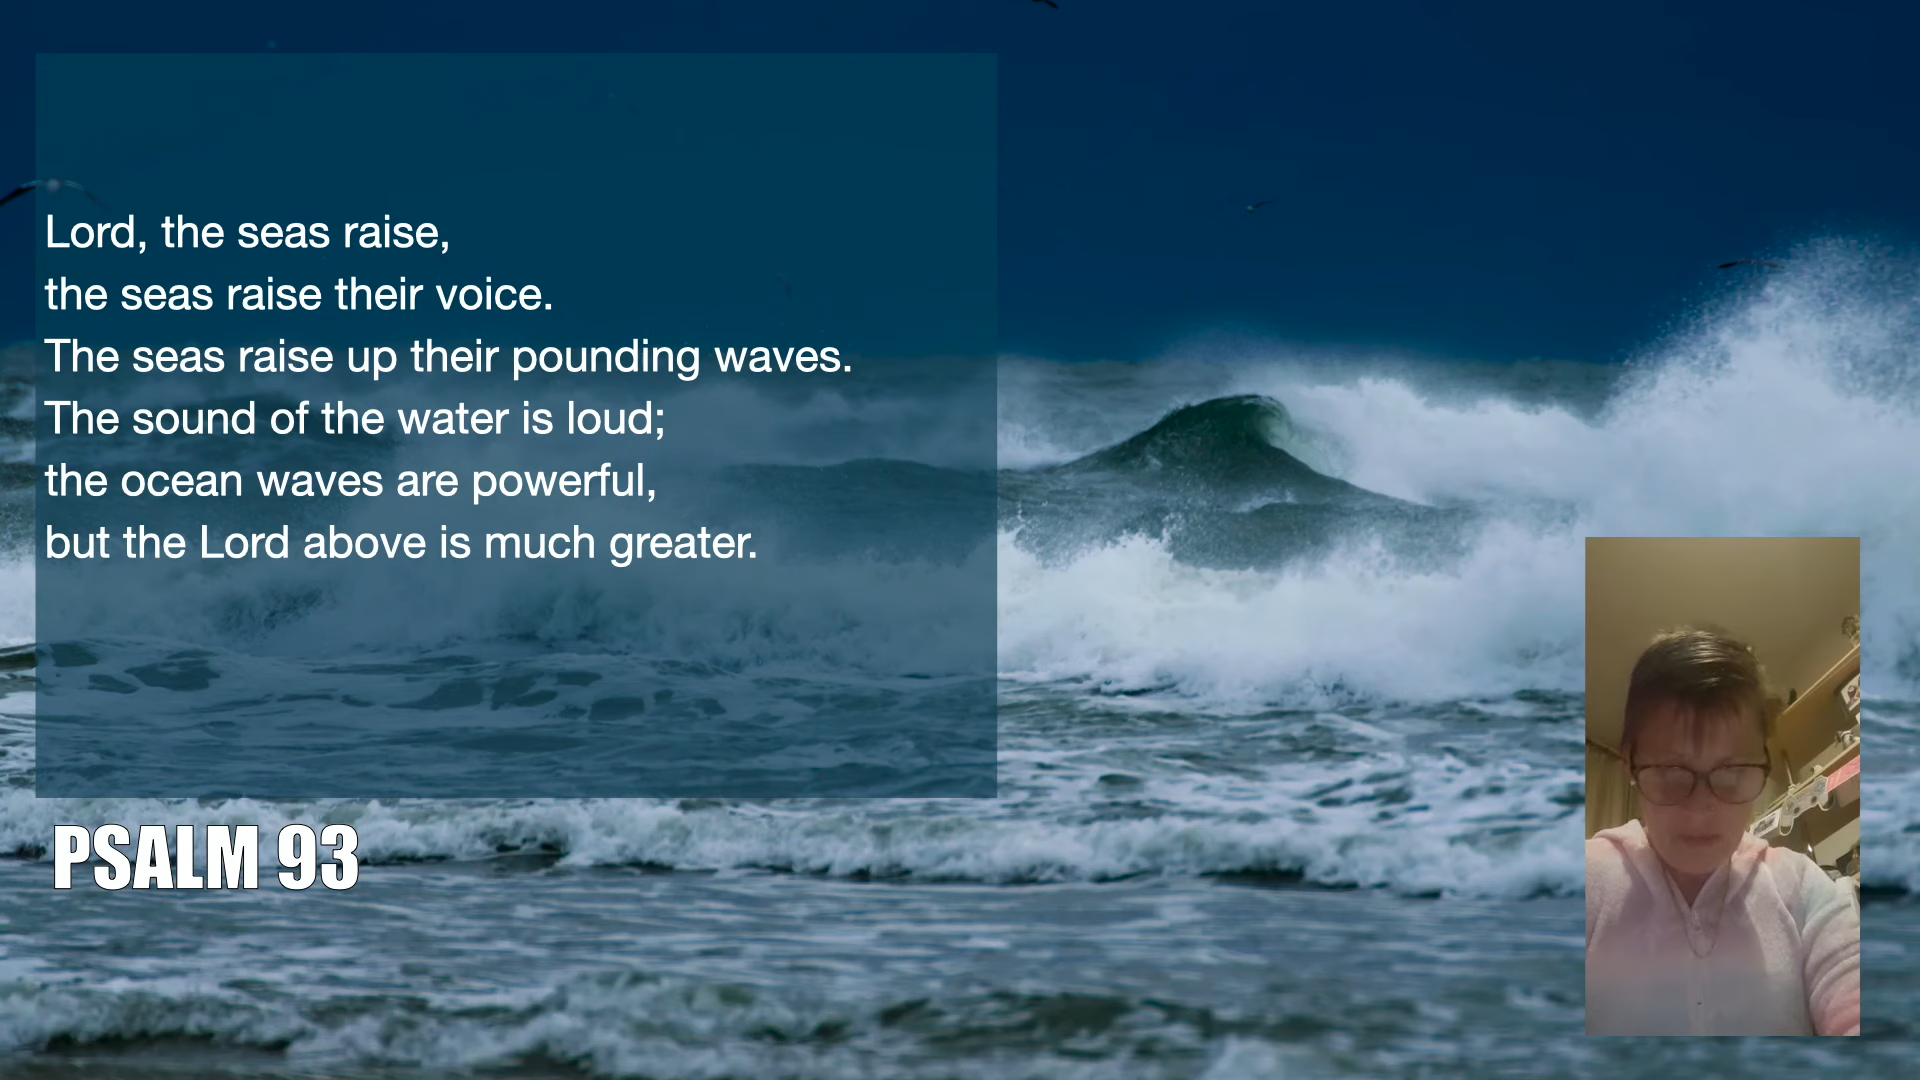 Lord, the seas raise,
the seas raise their voice.
The seas raise up their pounding waves.
The sound of the water is loud;
the ocean waves are powerful,
but the Lord above is much greater.
PSALM 93